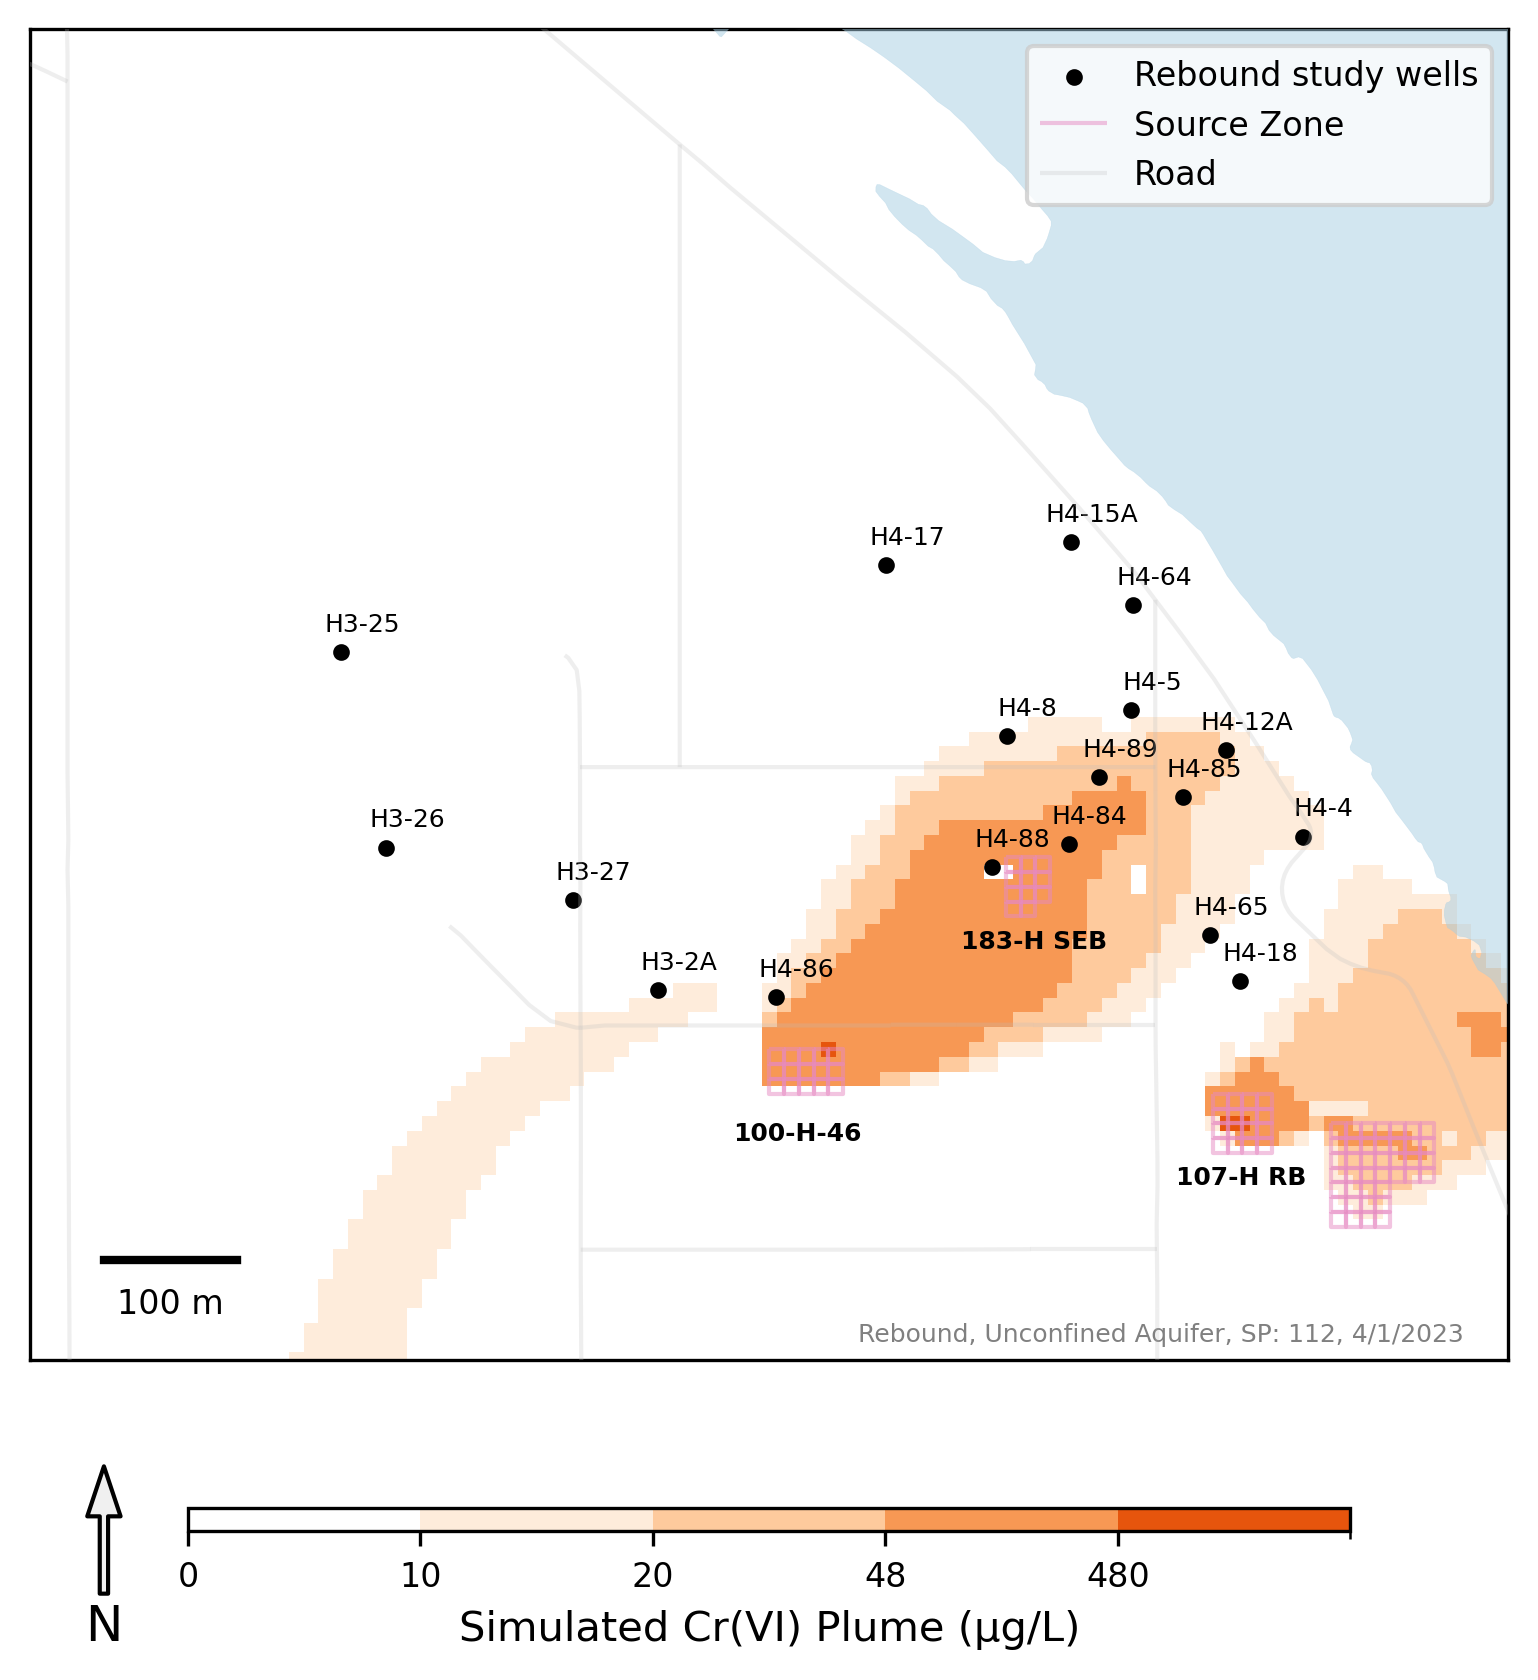 Rebound study wells
Source Zone
Road
H4-15A
H4-17
H4-64
H3-25
H4-5
H4-8
H4-12A
H4-89
H4-85
H4-4
H3-26
H4-84
H4-88
H3-27
H4-65
183-H SEB
H4-18
H3-2A
H4-86
100-H-46
107-H RB
100 m
Rebound, Unconfined Aquifer, SP: 112, 4/1/2023
0 10 20 48 480
N
Simulated Cr(VI) Plume (µg/L)